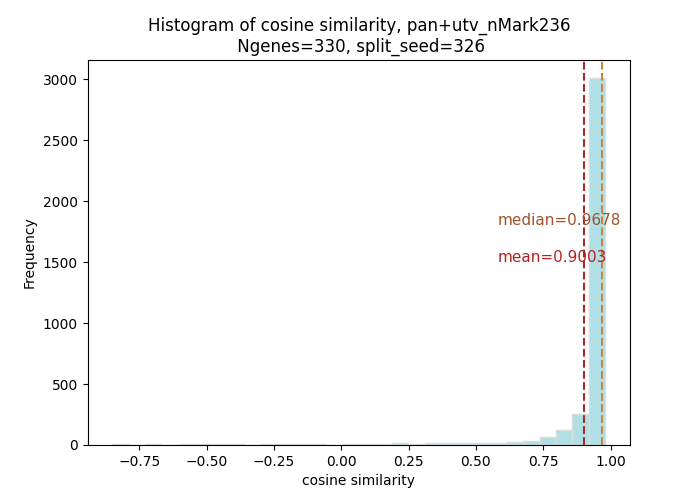 Histogram of cosine similarity, pan+utv_nMark236
Ngenes=330, split_seed=326
3000
2500
2000
1500
1000
500
0
Frequency
median=0.9678
mean=0.9003
−0.75
−0.50
−0.25
0.00
0.25
0.50
0.75
1.00
cosine similarity